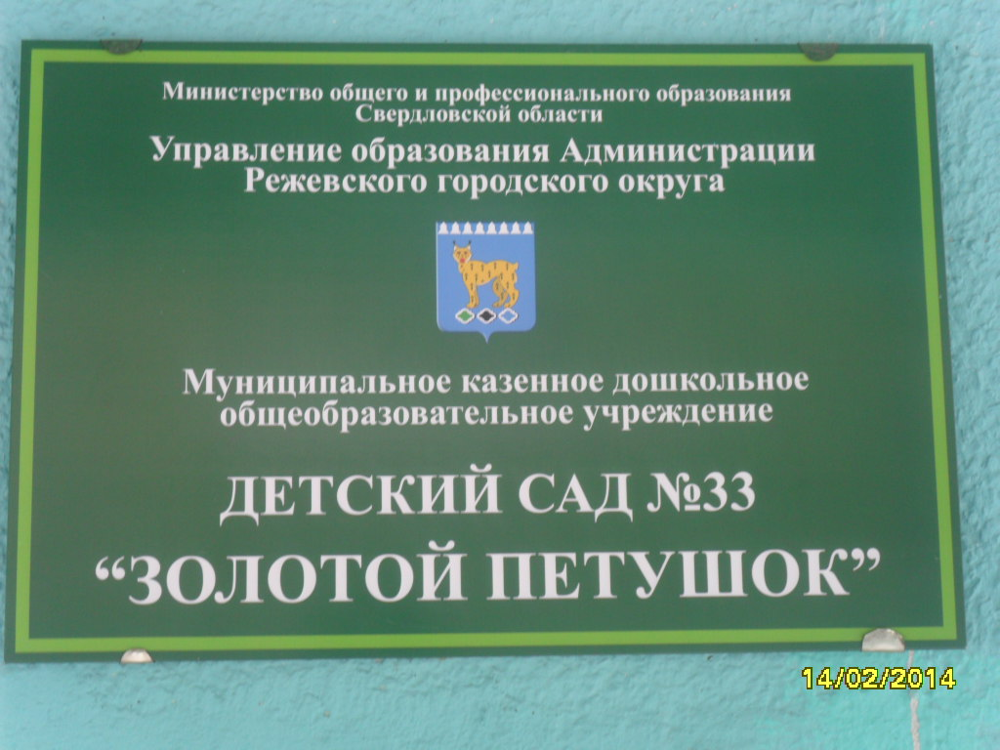 Министерство общего и профессионального образования
Свердловской области
Управление образования Администрации
Режевского городского округа
Муниципальное казенное дошкольное
общеобразовательное учреждение
ДЕТСКИЙ САД №33
“ЗОЛОТОЙ ПЕТУШОК”
14/02/2014